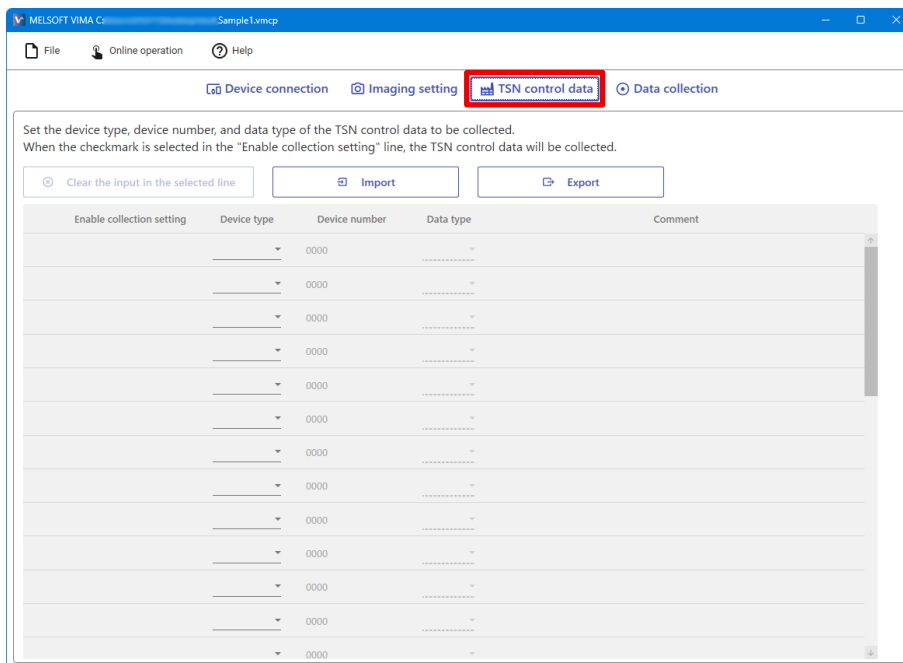 MELSOFT VIMA C: Sample1.vmcp
File Online operation Help
Device connection Imaging setting TSN control data Data collection
Set the device type, device number, and data type of the TSN control data to be collected.
When the checkmark is selected in the "Enable collection setting" line, the TSN control data will be collected.
Clear the input in the selected line Import Export
Enable collection setting Device type Device number Data type Comment
0000
0000
0000
0000
0000
0000
0000
0000
0000
0000
0000
0000
0000